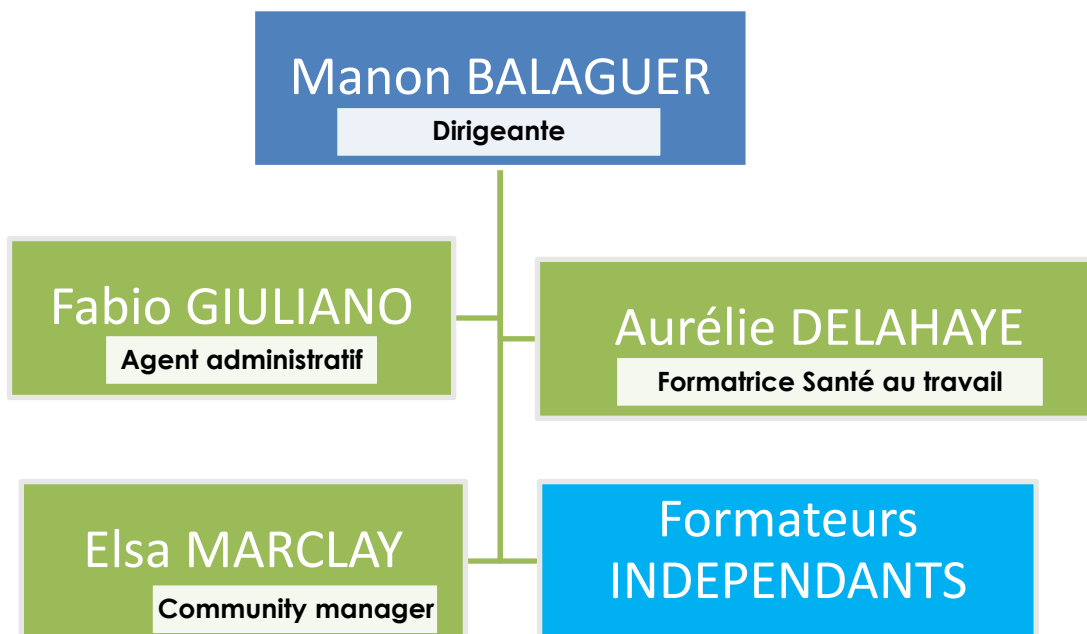 Manon BALAGUER
Dirigeante
Fabio GIULIANO
Agent administratif
Aurélie DELAHAYE
Formatrice Santé au travail
Elsa MARCLAY
Community manager
Formateurs
INDEPENDANTS